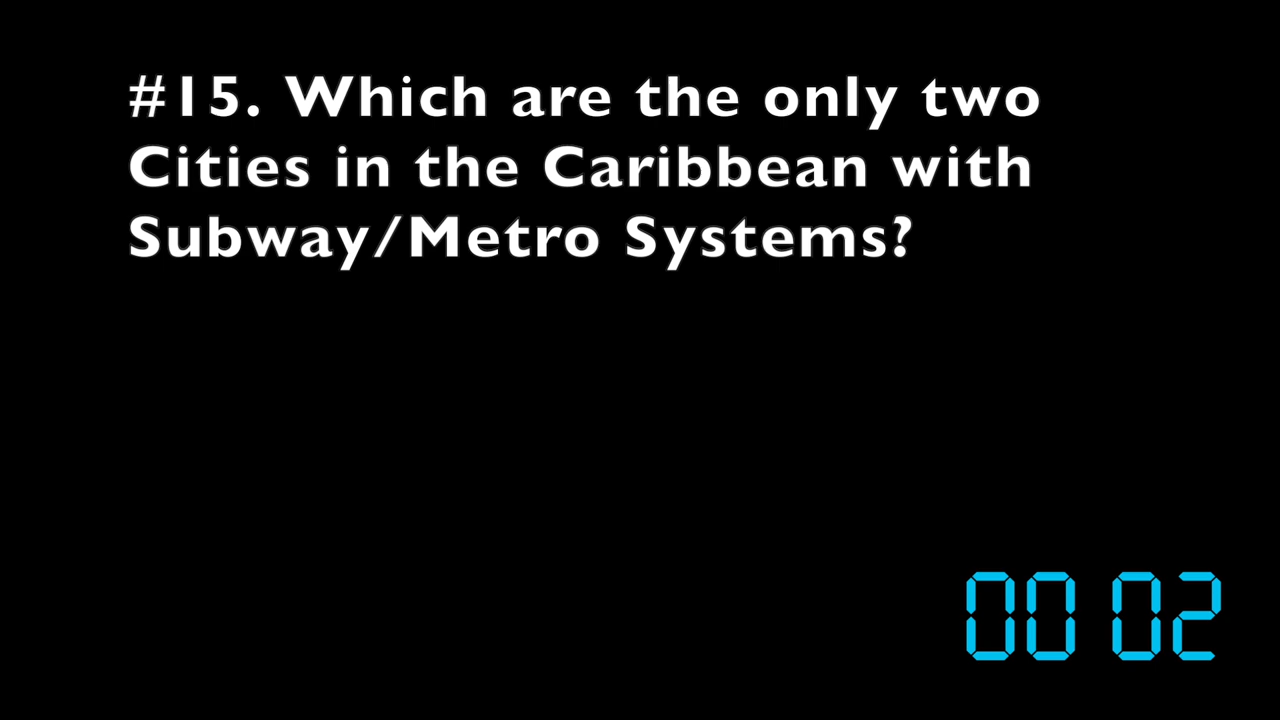 #15. Which are the only two
Cities in the Caribbean with
Subway/Metro Systems?
00 02